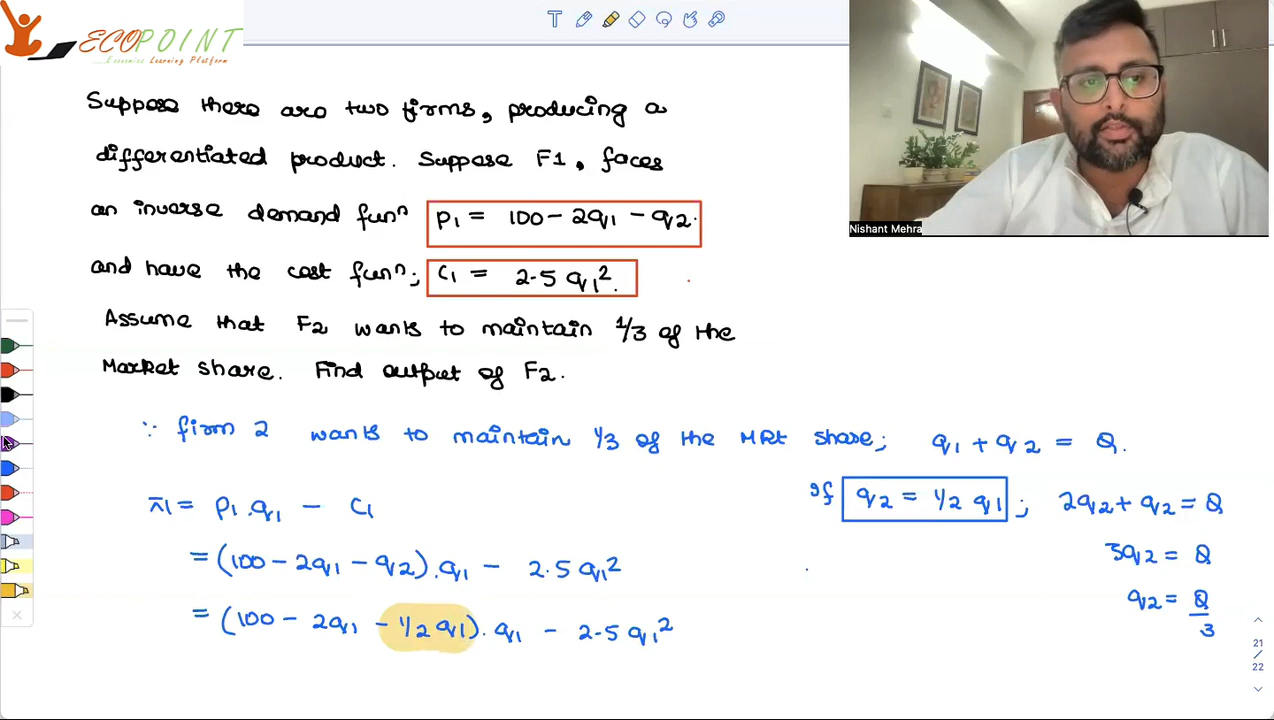 ECOPOINT
Economics Learning Platform
Nishant Mehra
Suppose there are two firms, producing a
differentiated product. Suppose F1, faces
an inverse demand funⁿ p1 = 100 - 2q1 - q2.
and have the cost funⁿ; C1 = 2.5 q1².
Assume that F2 wants to maintain 1/3 of the
Market share. Find output of F2.
∵ firm 2 wants to maintain 1/3 of the MRkt share; q1 + q2 = Q.
π1 = p1.q1 - C1
= (100 - 2q1 - q2).q1 - 2.5 q1²
= (100 - 2q1 - 1/2 q1).q1 - 2.5 q1²
If q2 = 1/2 q1 ; 2q2 + q2 = Q
3q2 = Q
q2 = Q/3
21
/
22